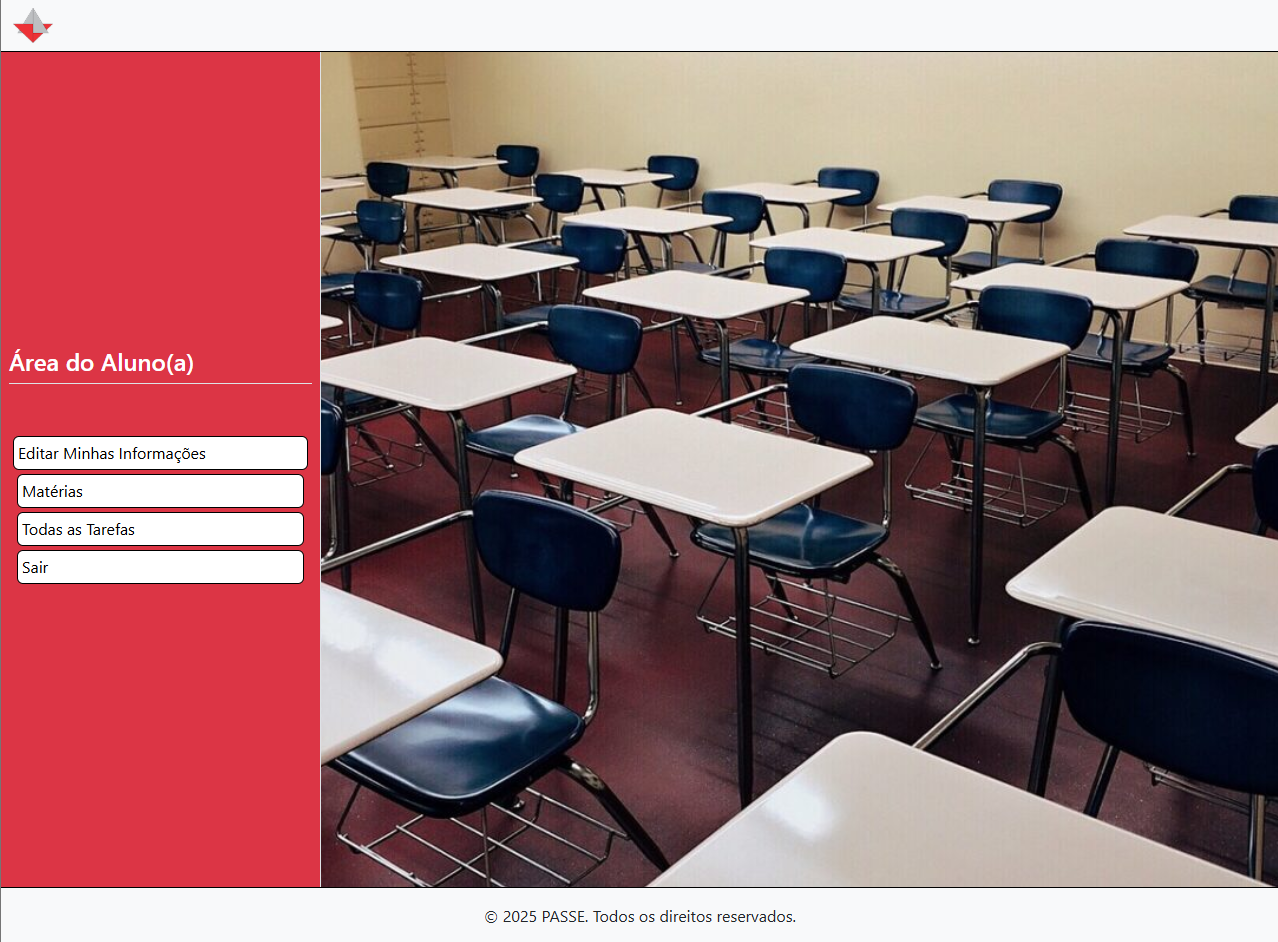 Área do Aluno(a)
Editar Minhas Informações
Matérias
Todas as Tarefas
Sair
© 2025 PASSE. Todos os direitos reservados.